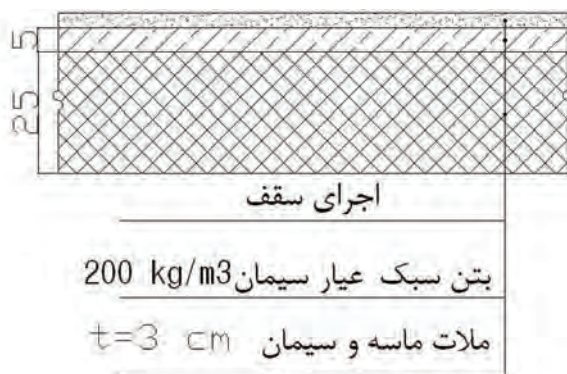 5
25
اجرای سقف
بتن سبک عیار سیمان200 kg/m3
ملات ماسه و سیمان t=3 cm